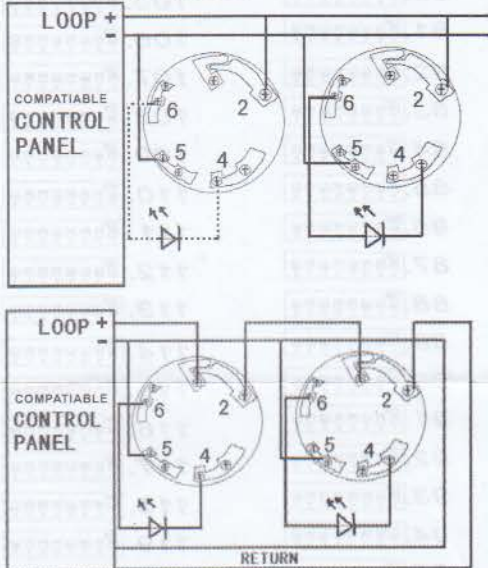 LOOP +
-
COMPATIABLE
CONTROL
PANEL
6
2
5
4
6
2
5
4
LOOP +
-
COMPATIABLE
CONTROL
PANEL
6
2
5
4
6
2
5
4
RETURN